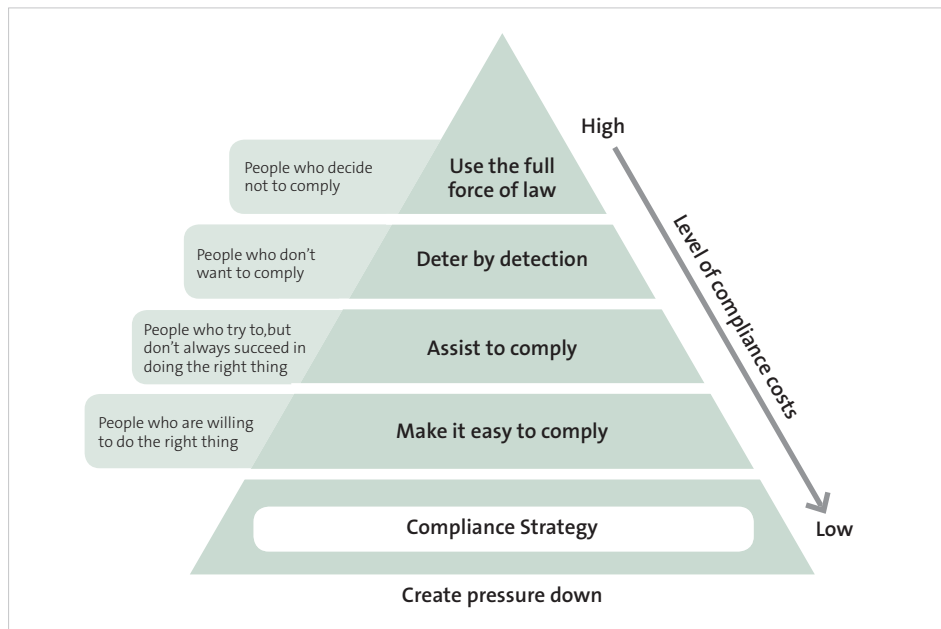 High
People who decide
not to comply
Use the full
force of law
People who don't
want to comply
Deter by detection
Level of compliance costs
People who try to,but
don't always succeed in
doing the right thing
Assist to comply
People who are willing
to do the right thing
Make it easy to comply
Compliance Strategy
Low
Create pressure down